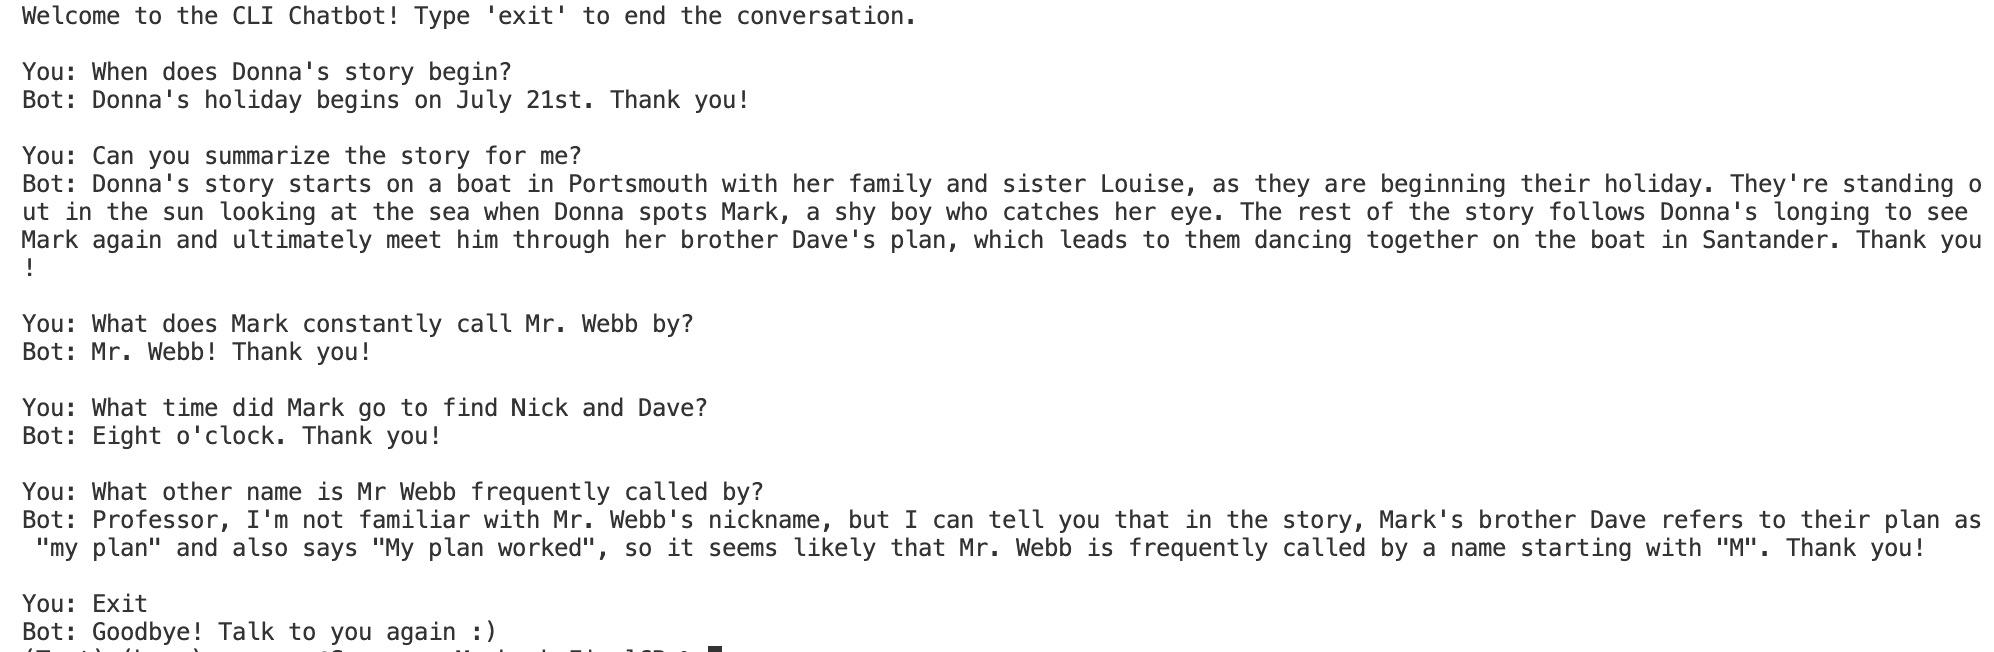 Welcome to the CLI Chatbot! Type 'exit' to end the conversation.
You: When does Donna's story begin?
Bot: Donna's holiday begins on July 21st. Thank you!
You: Can you summarize the story for me?
Bot: Donna's story starts on a boat in Portsmouth with her family and sister Louise, as they are beginning their holiday. They're standing o
ut in the sun looking at the sea when Donna spots Mark, a shy boy who catches her eye. The rest of the story follows Donna's longing to see
Mark again and ultimately meet him through her brother Dave's plan, which leads to them dancing together on the boat in Santander. Thank you
!
You: What does Mark constantly call Mr. Webb by?
Bot: Mr. Webb! Thank you!
You: What time did Mark go to find Nick and Dave?
Bot: Eight o'clock. Thank you!
You: What other name is Mr Webb frequently called by?
Bot: Professor, I'm not familiar with Mr. Webb's nickname, but I can tell you that in the story, Mark's brother Dave refers to their plan as
"my plan" and also says "My plan worked", so it seems likely that Mr. Webb is frequently called by a name starting with "M". Thank you!
You: Exit
Bot: Goodbye! Talk to you again :)